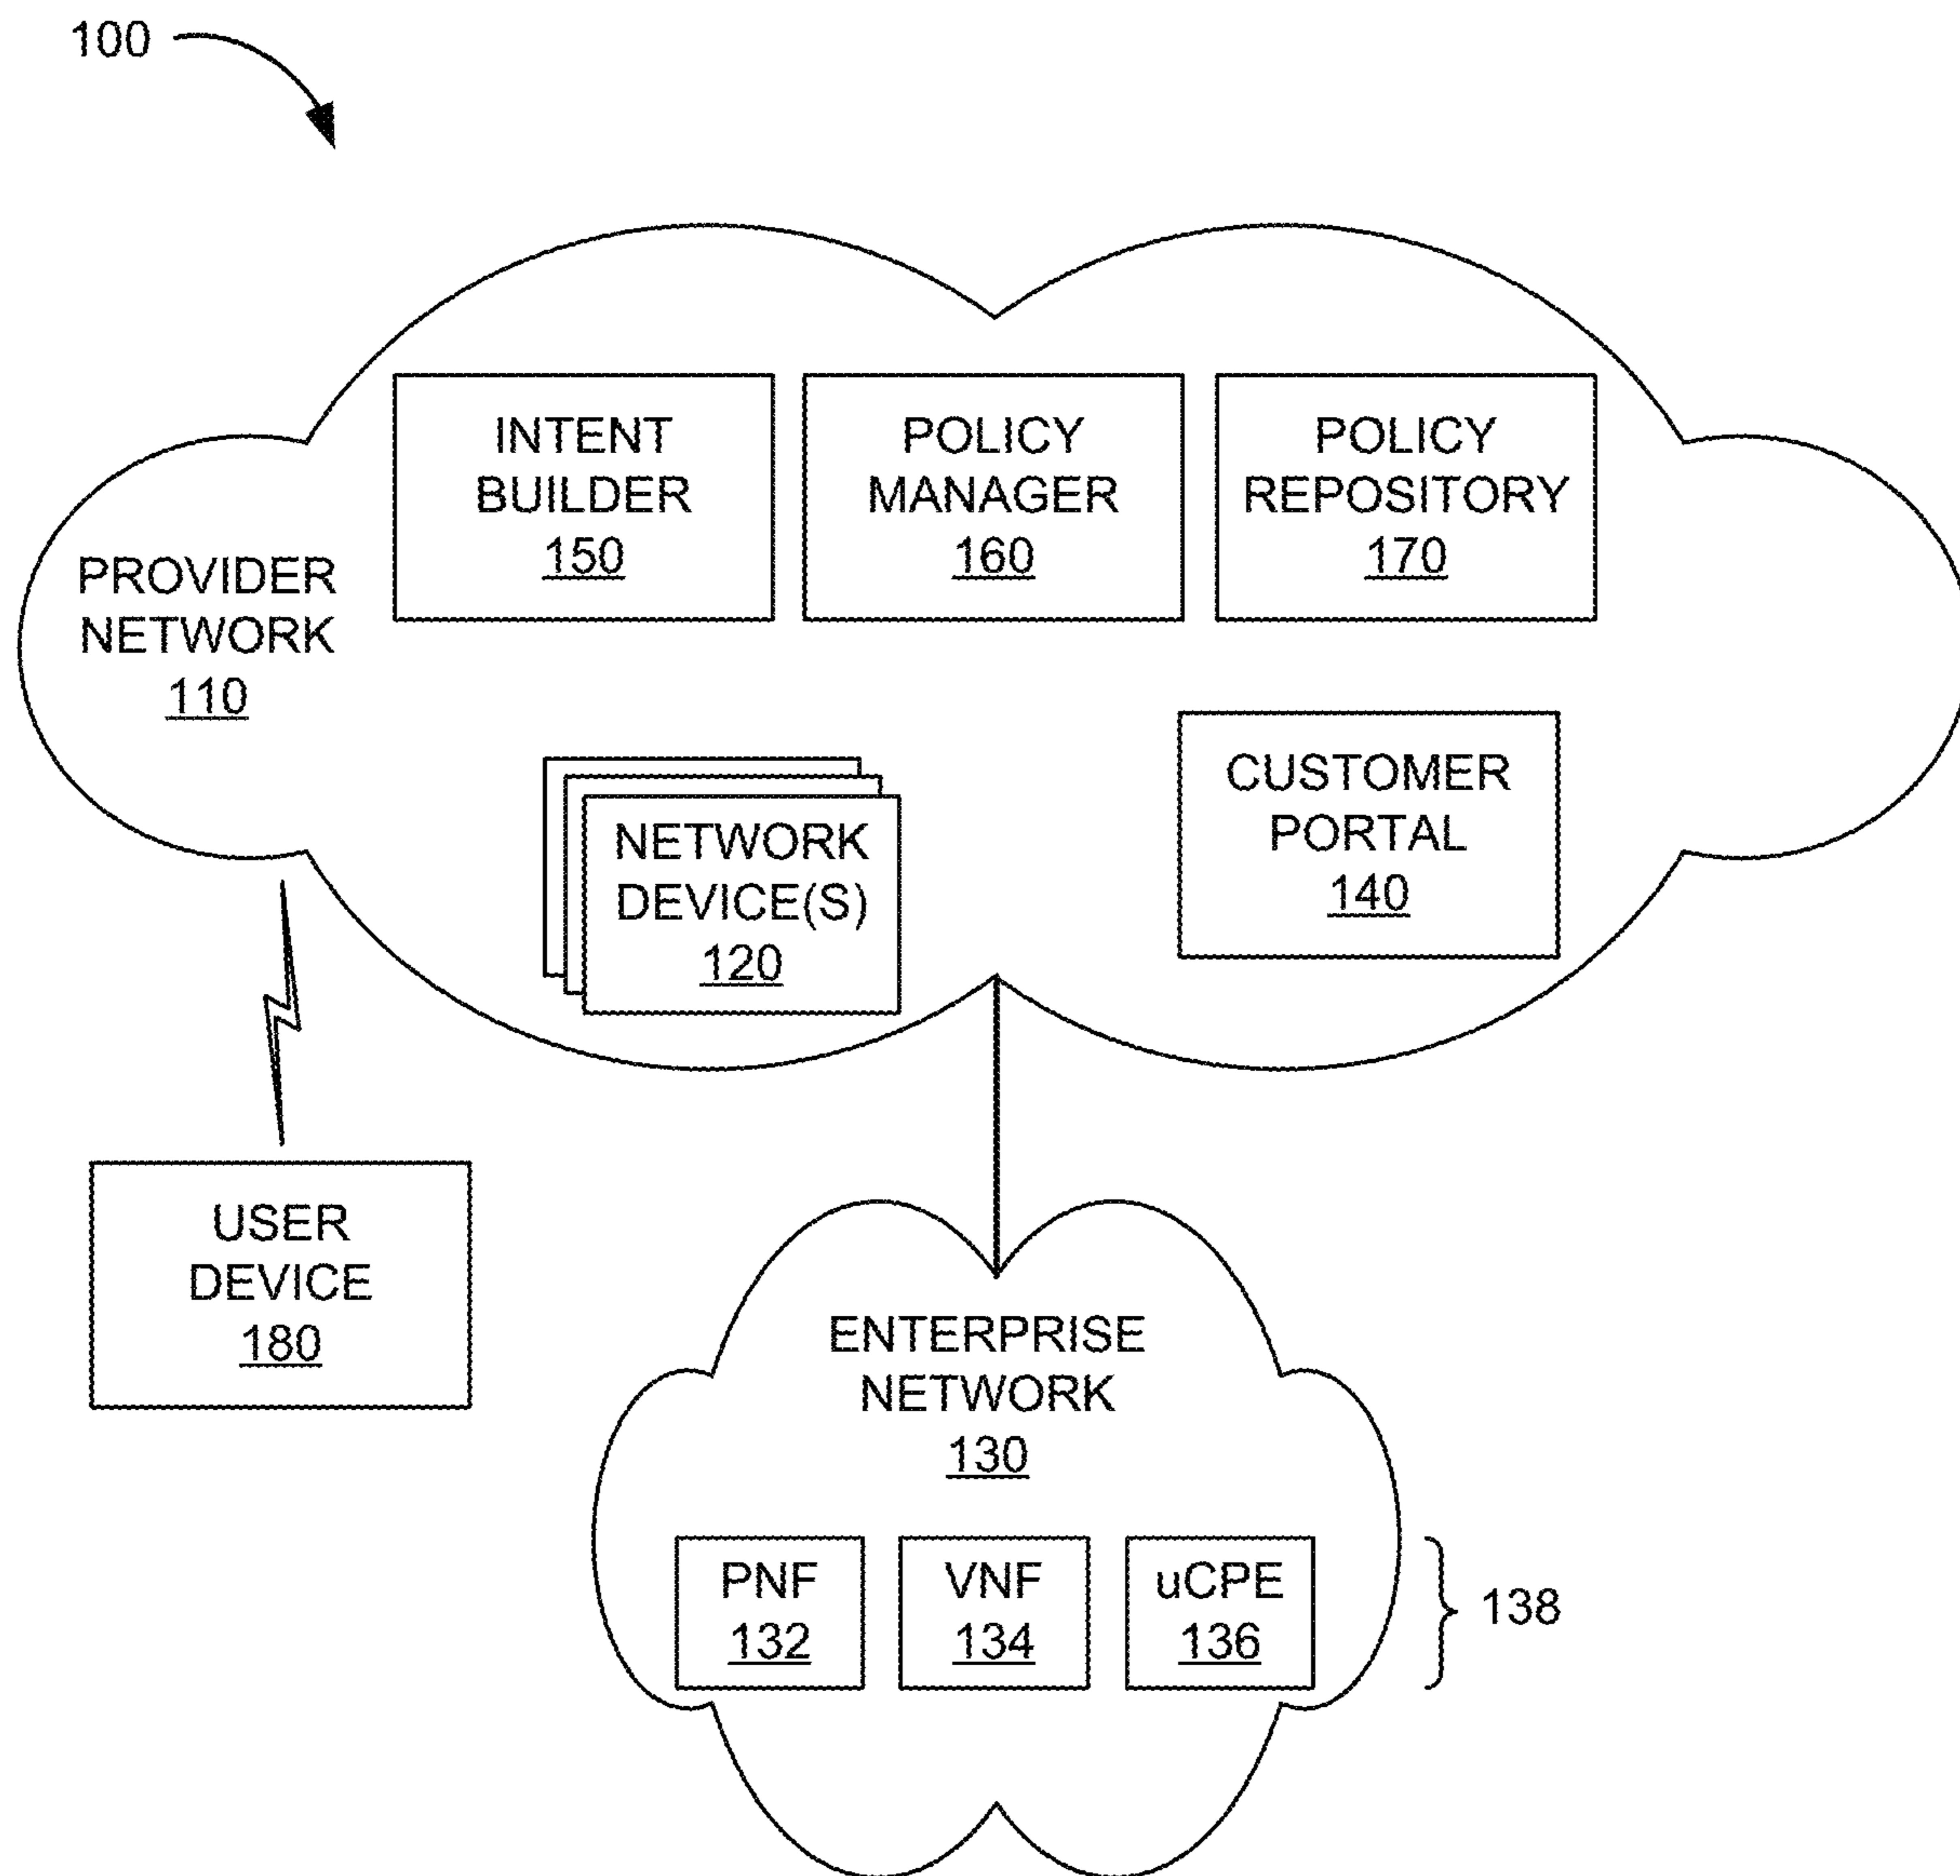 100
INTENT
BUILDER
150
POLICY
MANAGER
160
POLICY
REPOSITORY
170
PROVIDER
NETWORK
110
NETWORK
DEVICE(S)
120
CUSTOMER
PORTAL
140
USER
DEVICE
180
ENTERPRISE
NETWORK
130
PNF
132
VNF
134
uCPE
136
138